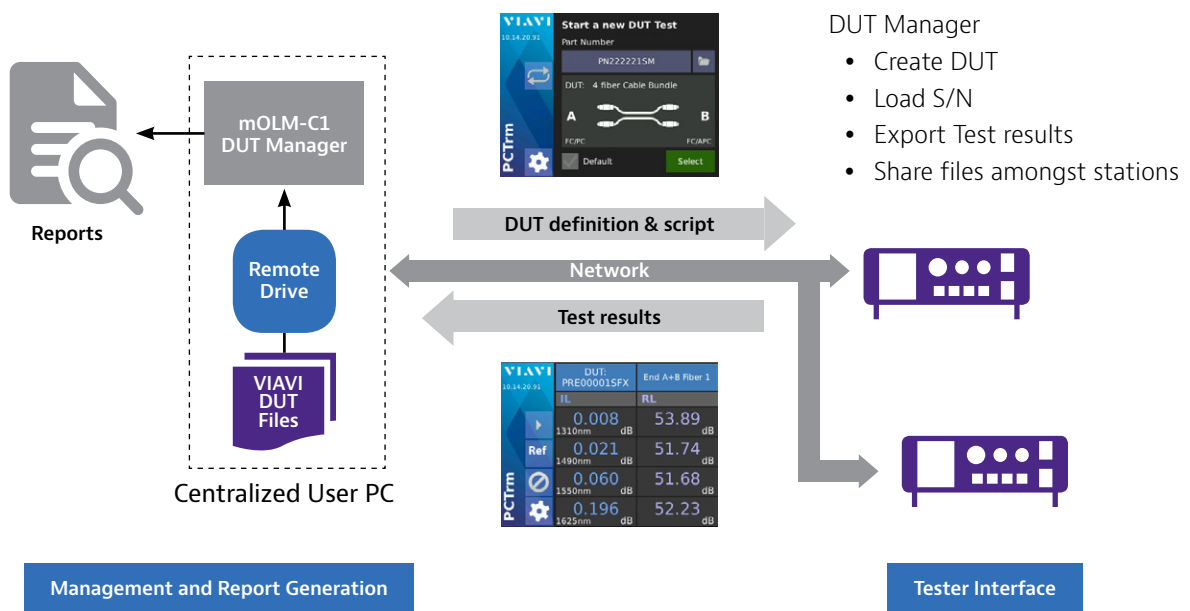 VIAVI
10.14.20.91
Start a new DUT Test
Part Number
PN222221SM
DUT: 4 fiber Cable Bundle
A
B
FC/PC
FC/APC
PCTrm
Default
Select
DUT Manager
• Create DUT
• Load S/N
• Export Test results
• Share files amongst stations
mOLM-C1
DUT Manager
Reports
Remote
Drive
VIAVI
DUT
Files
Centralized User PC
DUT definition & script
Network
Test results
VIAVI
10.14.20.91
DUT:
PRE00001SFX
End A+B Fiber 1
IL
RL
0.008
53.89
1310nm dB
dB
Ref
0.021
51.74
1490nm dB
dB
0.060
51.68
1550nm dB
dB
0.196
52.23
1625nm dB
dB
PCTrm
Management and Report Generation
Tester Interface